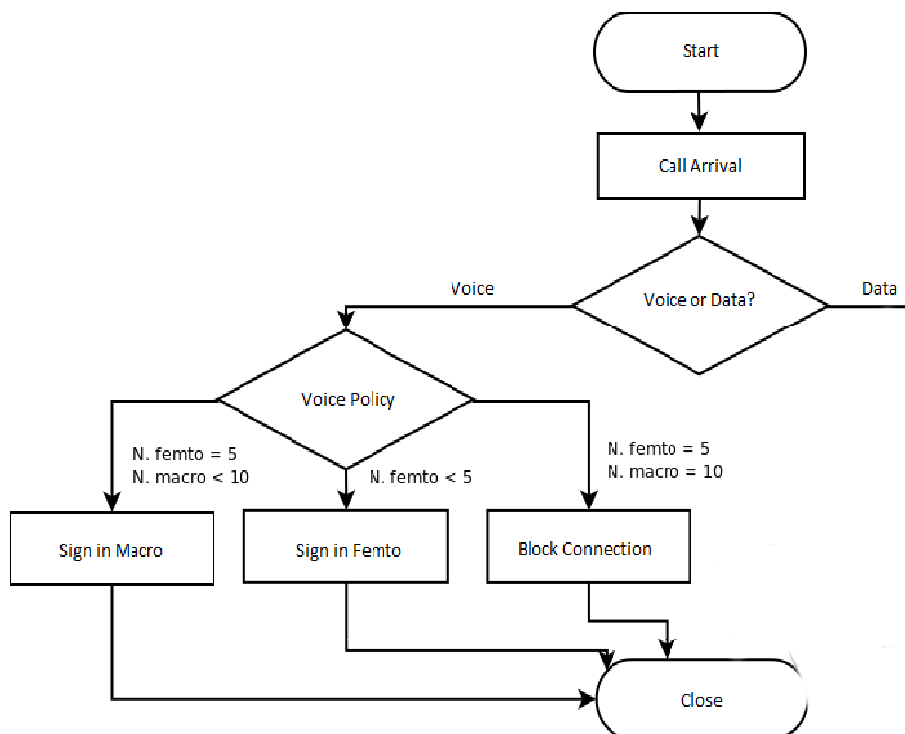 Start
Call Arrival
Voice or Data?
Voice
Data
Voice Policy
N. femto = 5
N. macro < 10
N. femto < 5
N. femto = 5
N. macro = 10
Sign in Macro
Sign in Femto
Block Connection
Close